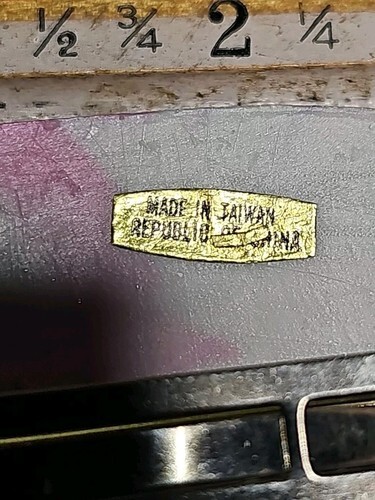 ½ ¾ 2 ¼
MADE IN TAIWAN
REPUBLIC OF CHINA